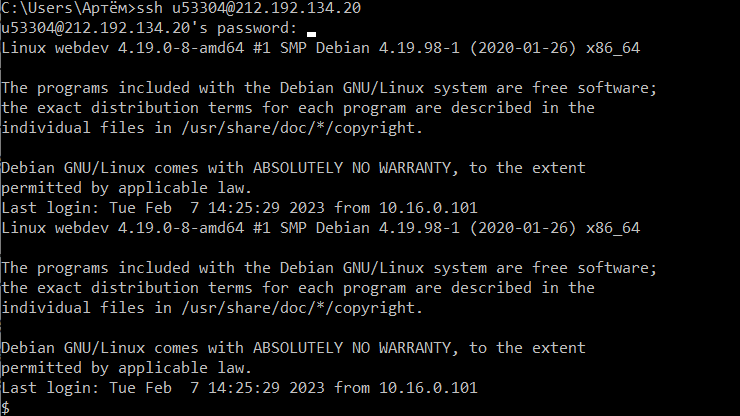 C:\Users\Артём>ssh u53304@212.192.134.20
u53304@212.192.134.20's password:
Linux webdev 4.19.0-8-amd64 #1 SMP Debian 4.19.98-1 (2020-01-26) x86_64
The programs included with the Debian GNU/Linux system are free software;
the exact distribution terms for each program are described in the
individual files in /usr/share/doc/*/copyright.
Debian GNU/Linux comes with ABSOLUTELY NO WARRANTY, to the extent
permitted by applicable law.
Last login: Tue Feb  7 14:25:29 2023 from 10.16.0.101
Linux webdev 4.19.0-8-amd64 #1 SMP Debian 4.19.98-1 (2020-01-26) x86_64
The programs included with the Debian GNU/Linux system are free software;
the exact distribution terms for each program are described in the
individual files in /usr/share/doc/*/copyright.
Debian GNU/Linux comes with ABSOLUTELY NO WARRANTY, to the extent
permitted by applicable law.
Last login: Tue Feb  7 14:25:29 2023 from 10.16.0.101
$